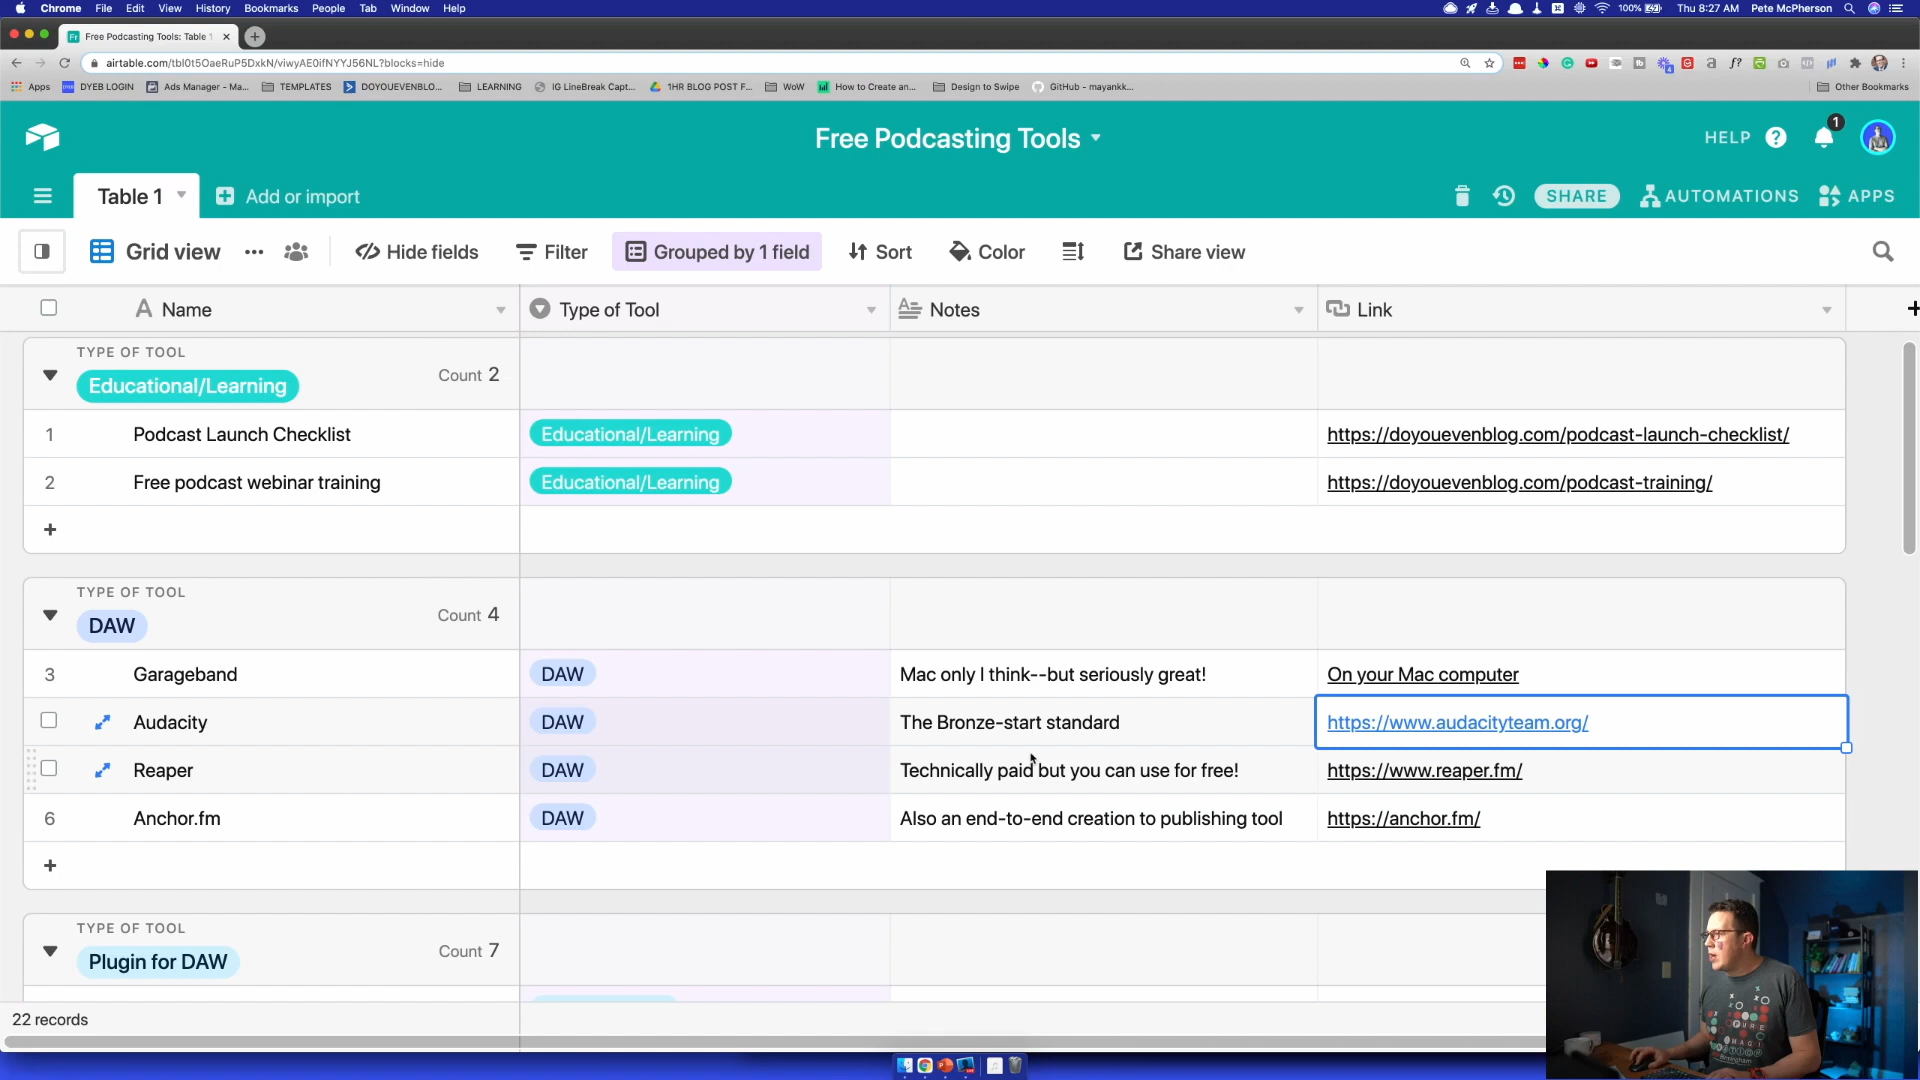 Chrome File Edit View History Bookmarks People Tab Window Help
100% Thu 8:27 AM Pete McPherson
Free Podcasting Tools: Table 1
airtable.com/tbl0t5OaeRuP5DxkN/viwyAE0ifNYYJ56NL?blocks=hide
Apps DYEB LOGIN Ads Manager - Ma... TEMPLATES DOYOUEVENBLO... LEARNING IG LineBreak Capt... 1HR BLOG POST F... WoW How to Create an... Design to Swipe GitHub - mayankk... Other Bookmarks
Free Podcasting Tools
HELP ? 1
Table 1 Add or import SHARE AUTOMATIONS APPS
Grid view Hide fields Filter Grouped by 1 field Sort Color Share view
Name Type of Tool Notes Link
TYPE OF TOOL
Educational/Learning Count 2
1 Podcast Launch Checklist Educational/Learning https://doyouevenblog.com/podcast-launch-checklist/
2 Free podcast webinar training Educational/Learning https://doyouevenblog.com/podcast-training/
TYPE OF TOOL
DAW Count 4
3 Garageband DAW Mac only I think--but seriously great! On your Mac computer
Audacity DAW The Bronze-start standard https://www.audacityteam.org/
Reaper DAW Technically paid but you can use for free! https://www.reaper.fm/
6 Anchor.fm DAW Also an end-to-end creation to publishing tool https://anchor.fm/
TYPE OF TOOL
Plugin for DAW Count 7
22 records